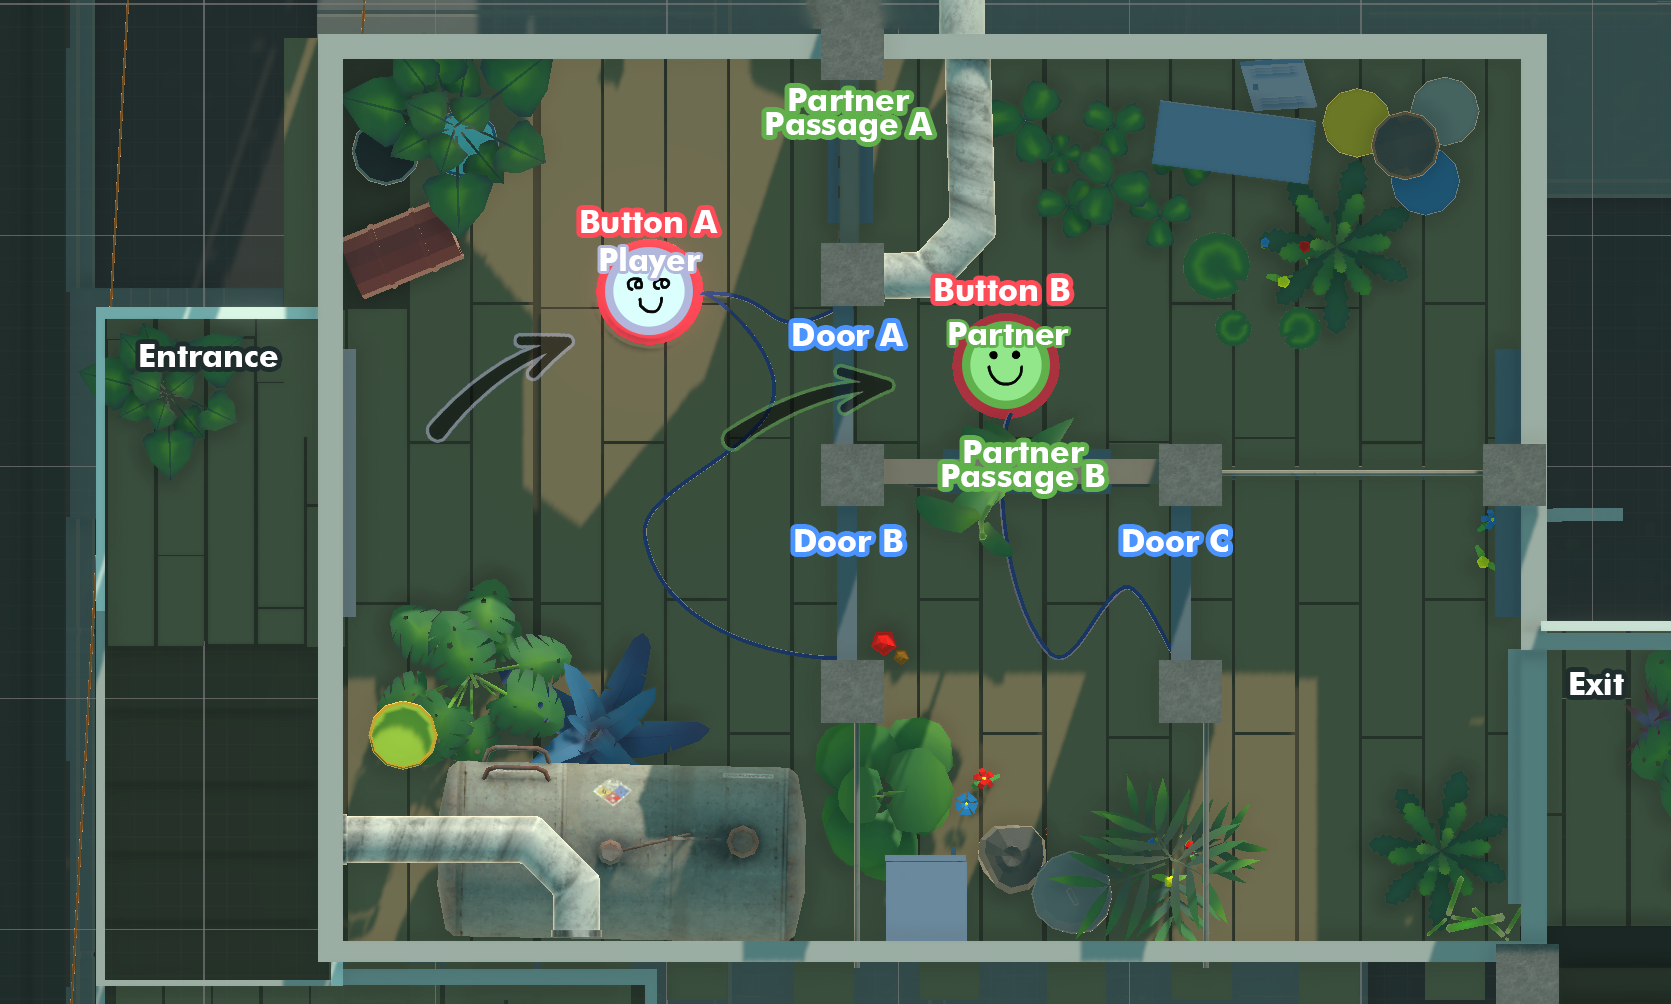 Partner
Passage A
Button A
Player
Button B
Door A
Partner
Entrance
Partner
Passage B
Door B
Door C
Exit